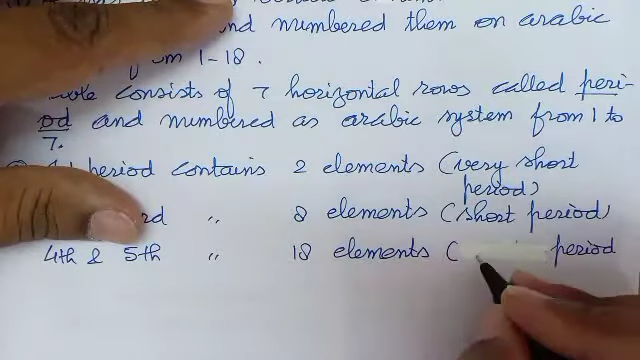 nd numbered them on arabic
from 1-18.
consists of 7 horizontal rows called peri-
od and numbered as arabic system from 1 to
7.
period contains 2 elements (very short
period)
rd " 8 elements (short period)
4th & 5th " 18 elements ( period